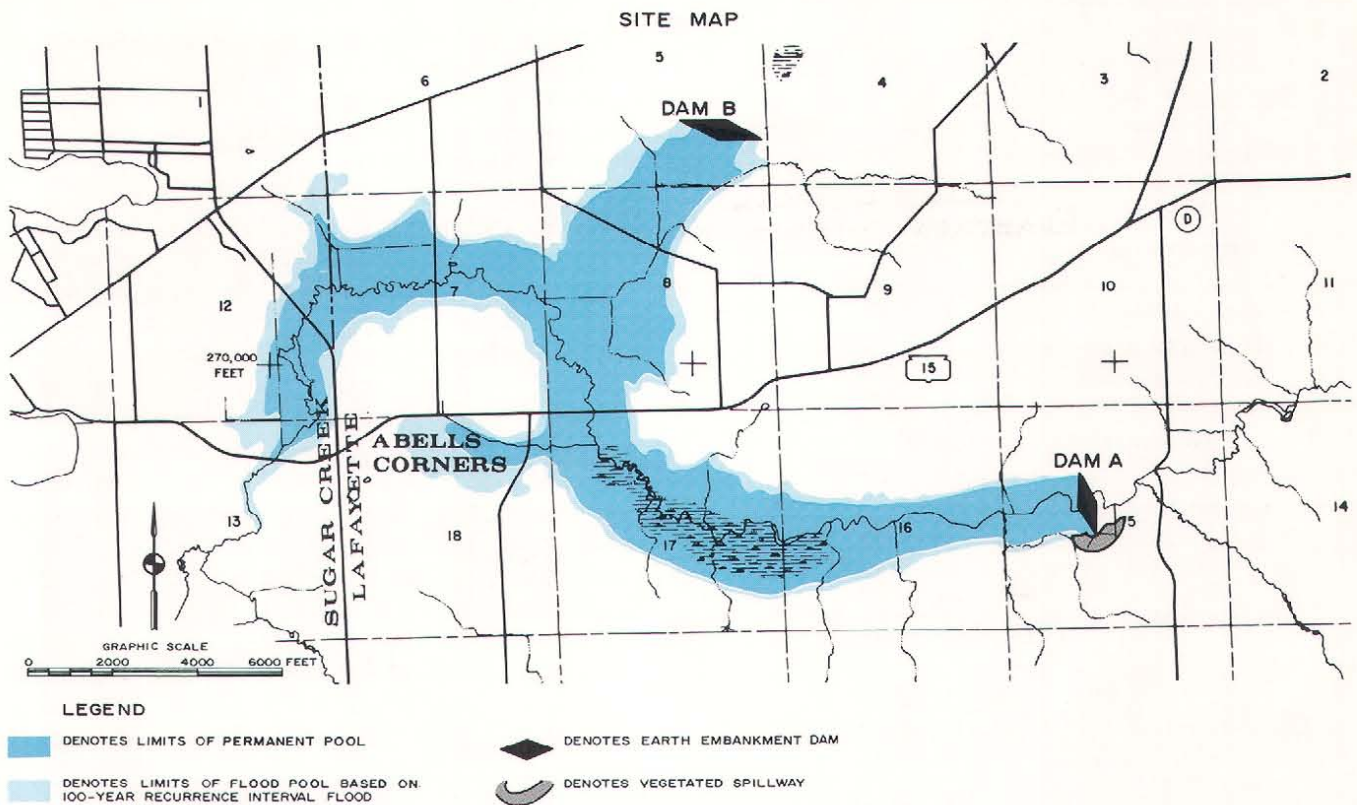 SITE MAP
5
6
4
3
2
1
DAM B
D
7
8
9
10
11
12
270,000
FEET
15
SUGAR CREEK
LAFAYETTE
ABELLS
CORNERS
DAM A
13
18
17
16
15
14
GRAPHIC SCALE
0 2000 4000 6000 FEET
LEGEND
DENOTES LIMITS OF PERMANENT POOL
DENOTES EARTH EMBANKMENT DAM
DENOTES LIMITS OF FLOOD POOL BASED ON
100-YEAR RECURRENCE INTERVAL FLOOD
DENOTES VEGETATED SPILLWAY